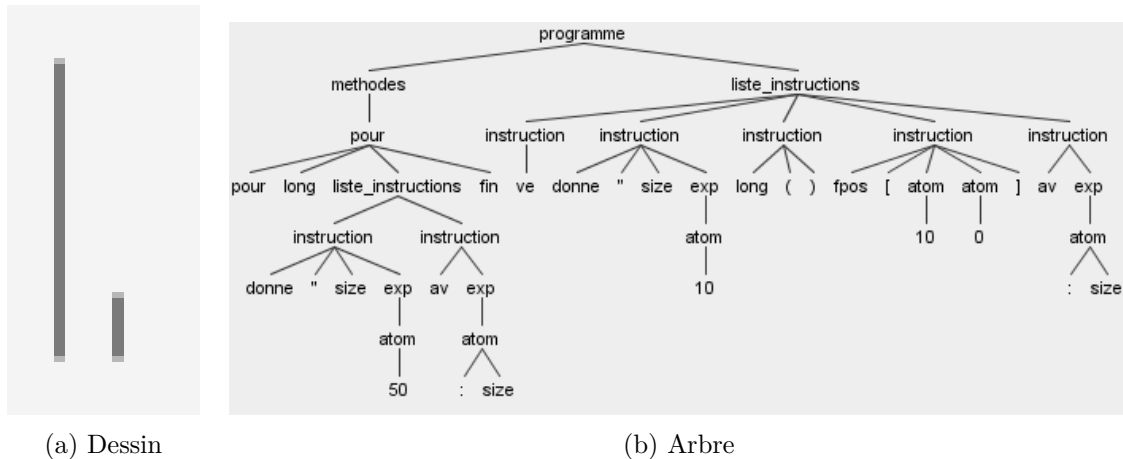 programme
methodes liste_instructions
pour instruction instruction instruction instruction instruction
pour long liste_instructions fin ve donne " size exp long ( ) fpos [ atom atom ] av exp
instruction instruction atom 10 0 atom
donne " size exp av exp 10 : size
atom atom
50 : size
(a) Dessin (b) Arbre